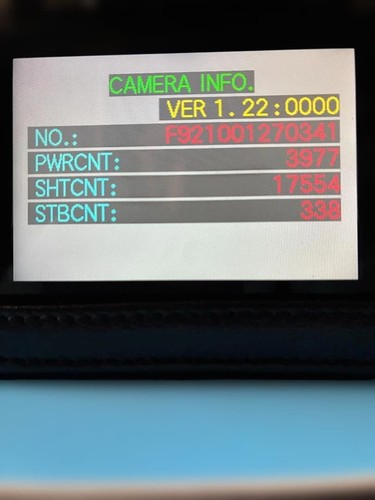 CAMERA INFO.
VER 1.22:0000
NO.: F921001270341
PWRCNT: 3977
SHTCNT: 17554
STBCNT: 338